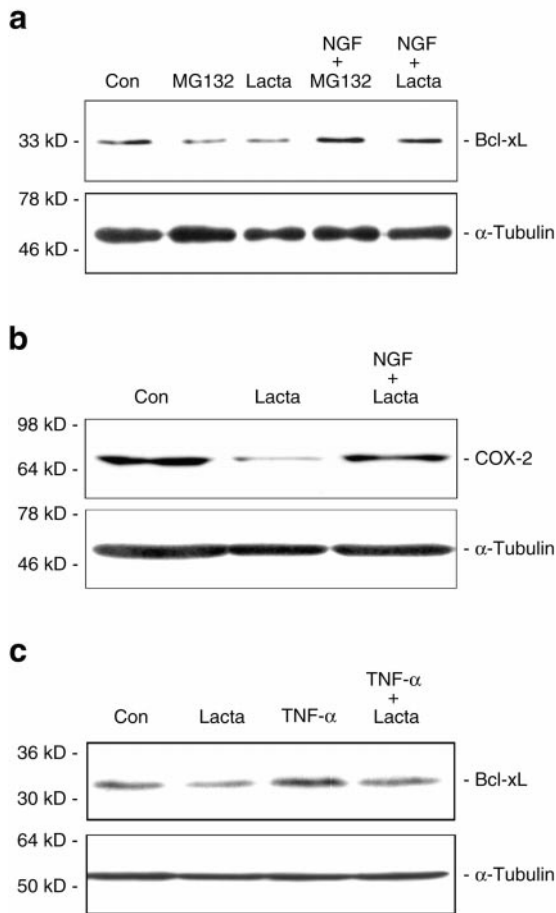 a
NGF NGF
+ +
Con MG132 Lacta MG132 Lacta
33 kD - - Bcl-xL
78 kD -
- α-Tubulin
46 kD -
b
NGF
+
Con Lacta Lacta
98 kD -
- COX-2
64 kD -
78 kD -
- α-Tubulin
46 kD -
c
TNF-α
+
Con Lacta TNF-α Lacta
36 kD -
- Bcl-xL
30 kD -
64 kD -
- α-Tubulin
50 kD -